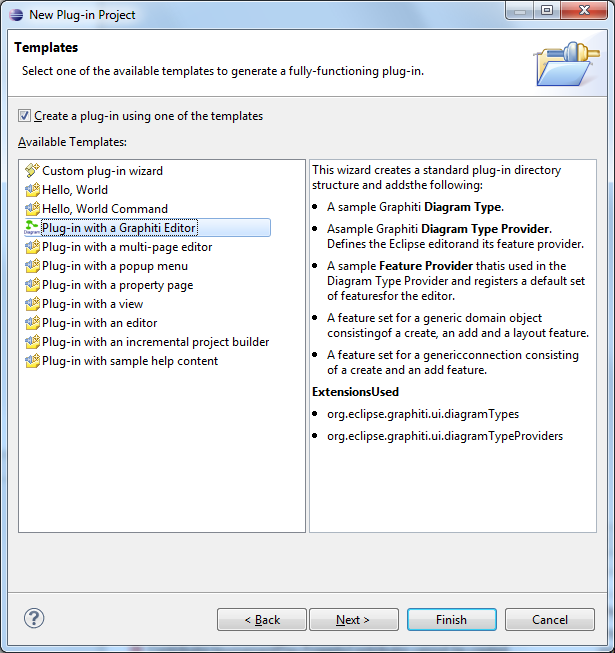 New Plug-in Project
Templates
Select one of the available templates to generate a fully-functioning plug-in.
Create a plug-in using one of the templates
Available Templates:
Custom plug-in wizard
Hello, World
Hello, World Command
Plug-in with a Graphiti Editor
Plug-in with a multi-page editor
Plug-in with a popup menu
Plug-in with a property page
Plug-in with a view
Plug-in with an editor
Plug-in with an incremental project builder
Plug-in with sample help content
This wizard creates a standard plug-in directory
structure and addsthe following:
• A sample Graphiti Diagram Type.
• Asample Graphiti Diagram Type Provider.
Defines the Eclipse editorand its feature provider.
• A sample Feature Provider thatis used in the
Diagram Type Provider and registers a default set
of featuresfor the editor.
• A feature set for a generic domain object
consistingof a create, an add and a layout feature.
• A feature set for a genericconnection consisting
of a create and an add feature.
ExtensionsUsed
• org.eclipse.graphiti.ui.diagramTypes
• org.eclipse.graphiti.ui.diagramTypeProviders
?
< Back
Next >
Finish
Cancel